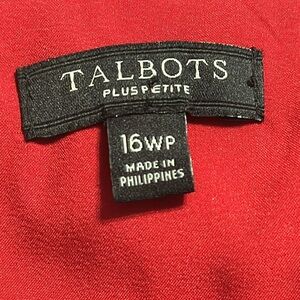 TALBOTS
PLUS PETITE
16WP
MADE IN
PHILIPPINES